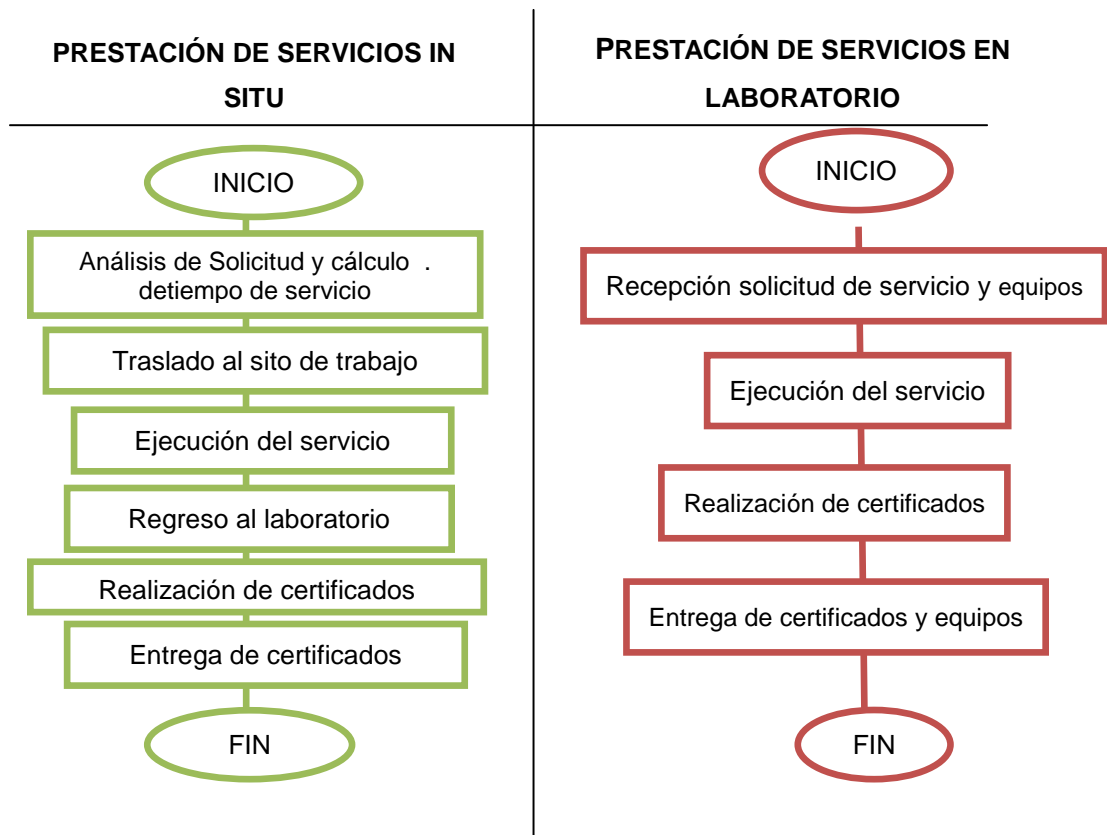 PRESTACIÓN DE SERVICIOS IN
SITU
INICIO
Análisis de Solicitud y cálculo .
detiempo de servicio
Traslado al sito de trabajo
Ejecución del servicio
Regreso al laboratorio
Realización de certificados
Entrega de certificados
FIN
PRESTACIÓN DE SERVICIOS EN
LABORATORIO
INICIO
Recepción solicitud de servicio y equipos
Ejecución del servicio
Realización de certificados
Entrega de certificados y equipos
FIN